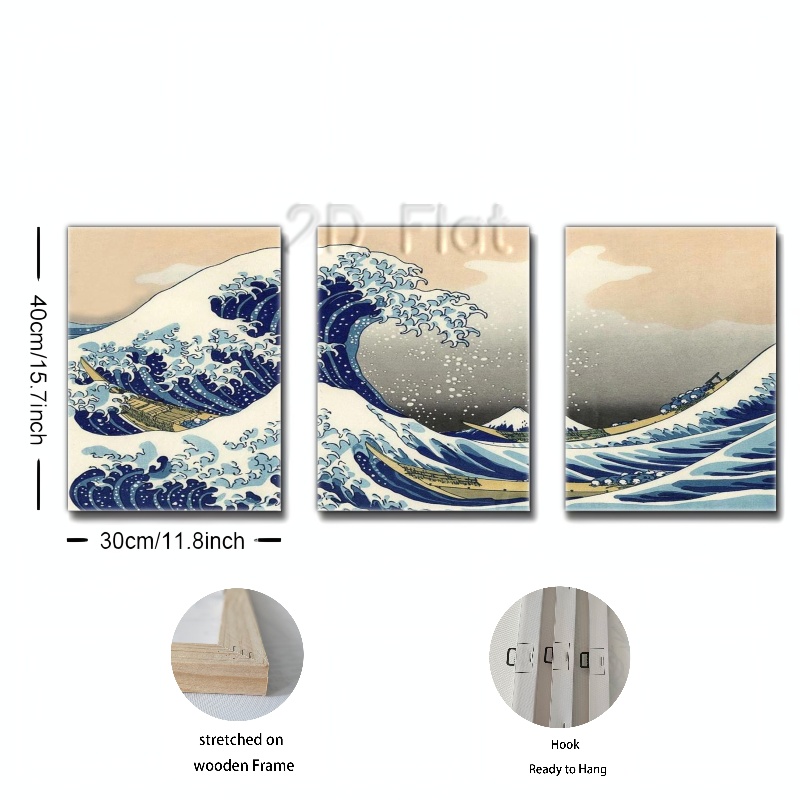 2D Flat
40cm/15.7inch
30cm/11.8inch
stretched on
wooden Frame
Hook
Ready to Hang